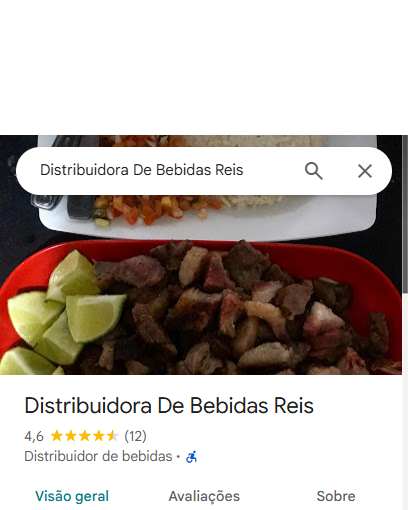 Distribuidora De Bebidas Reis
Distribuidora De Bebidas Reis
4,6 (12)
Distribuidor de bebidas ·
Visão geral Avaliações Sobre